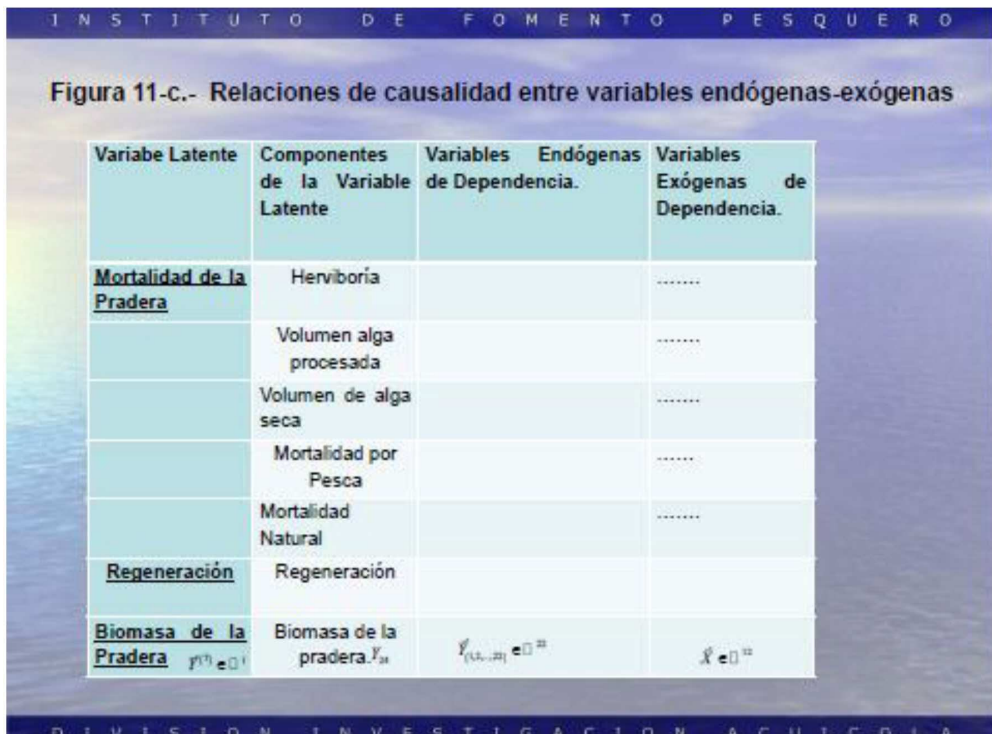 INSTITUTO DE FOMENTO PESQUERO
Figura 11-c.- Relaciones de causalidad entre variables endógenas-exógenas
Variabe Latente
Componentes
de la Variable
Latente
Variables Endógenas
de Dependencia.
Variables
Exógenas de
Dependencia.
Mortalidad de la
Pradera
Herviboría
.......
Volumen alga
procesada
.......
Volumen de alga
seca
.......
Mortalidad por
Pesca
......
Mortalidad
Natural
.......
Regeneración
Regeneración
Biomasa de la
Pradera
Biomasa de la
pradera.
DIVISION INVESTIGACION ACUICOLA